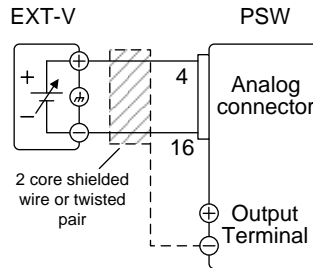 EXT-V
PSW
4
Analog
connector
16
2 core shielded
wire or twisted
pair
Output
Terminal